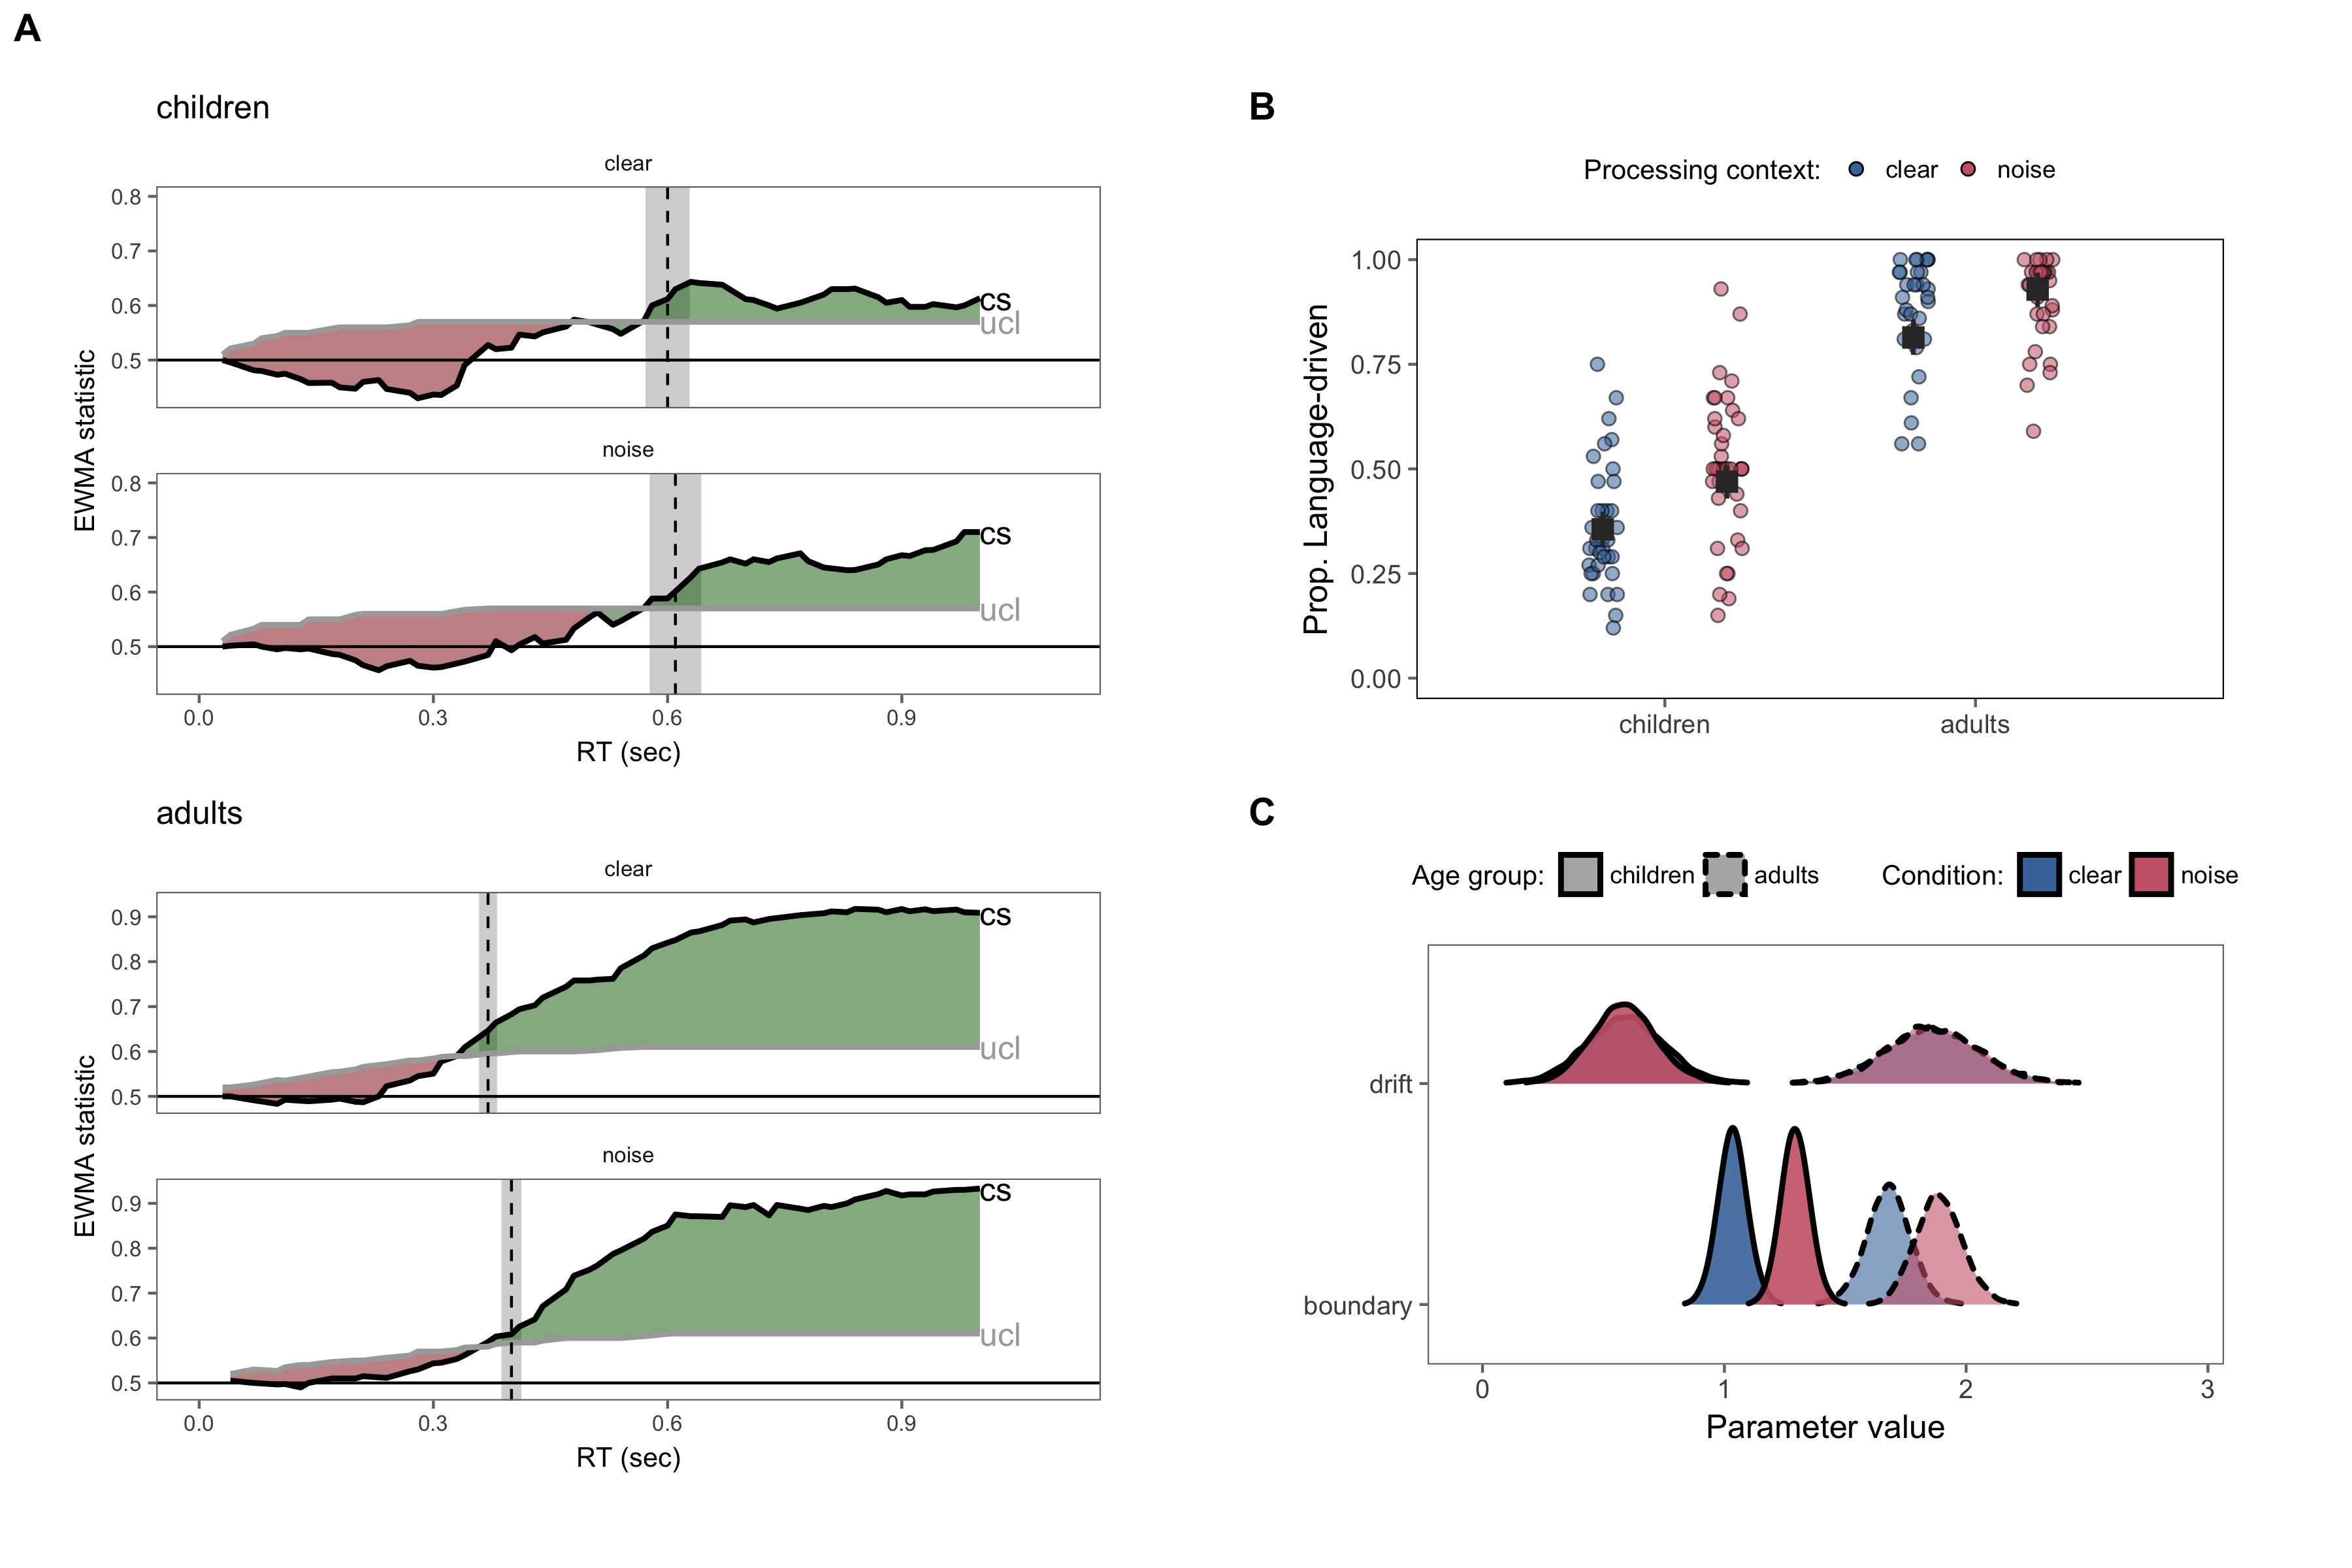 A
children
clear
0.8
0.7
0.6
0.5
cs
ucl
noise
0.8
0.7
0.6
0.5
cs
ucl
EWMA statistic
0.0 0.3 0.6 0.9
RT (sec)
adults
clear
0.9
0.8
0.7
0.6
0.5
cs
ucl
noise
0.9
0.8
0.7
0.6
0.5
cs
ucl
EWMA statistic
0.0 0.3 0.6 0.9
RT (sec)
B
Processing context: clear noise
1.00
0.75
0.50
0.25
0.00
Prop. Language-driven
children adults
C
Age group: children adults Condition: clear noise
drift
boundary
0 1 2 3
Parameter value